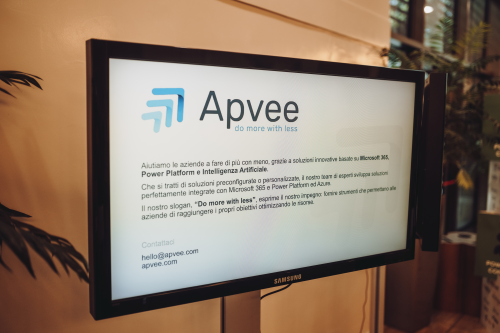 Apvee
do more with less
Aiutiamo le aziende a fare di più con meno, grazie a soluzioni innovative basate su Microsoft 365,
Power Platform e Intelligenza Artificiale.
Che si tratti di soluzioni preconfigurate o personalizzate, il nostro team di esperti sviluppa soluzioni
perfettamente integrate con Microsoft 365 e Power Platform ed Azure.
Il nostro slogan, “Do more with less”, esprime il nostro impegno: fornire strumenti che permettano alle
aziende di raggiungere i propri obiettivi ottimizzando le risorse.
Contattaci
hello@apvee.com
apvee.com
SAMSUNG